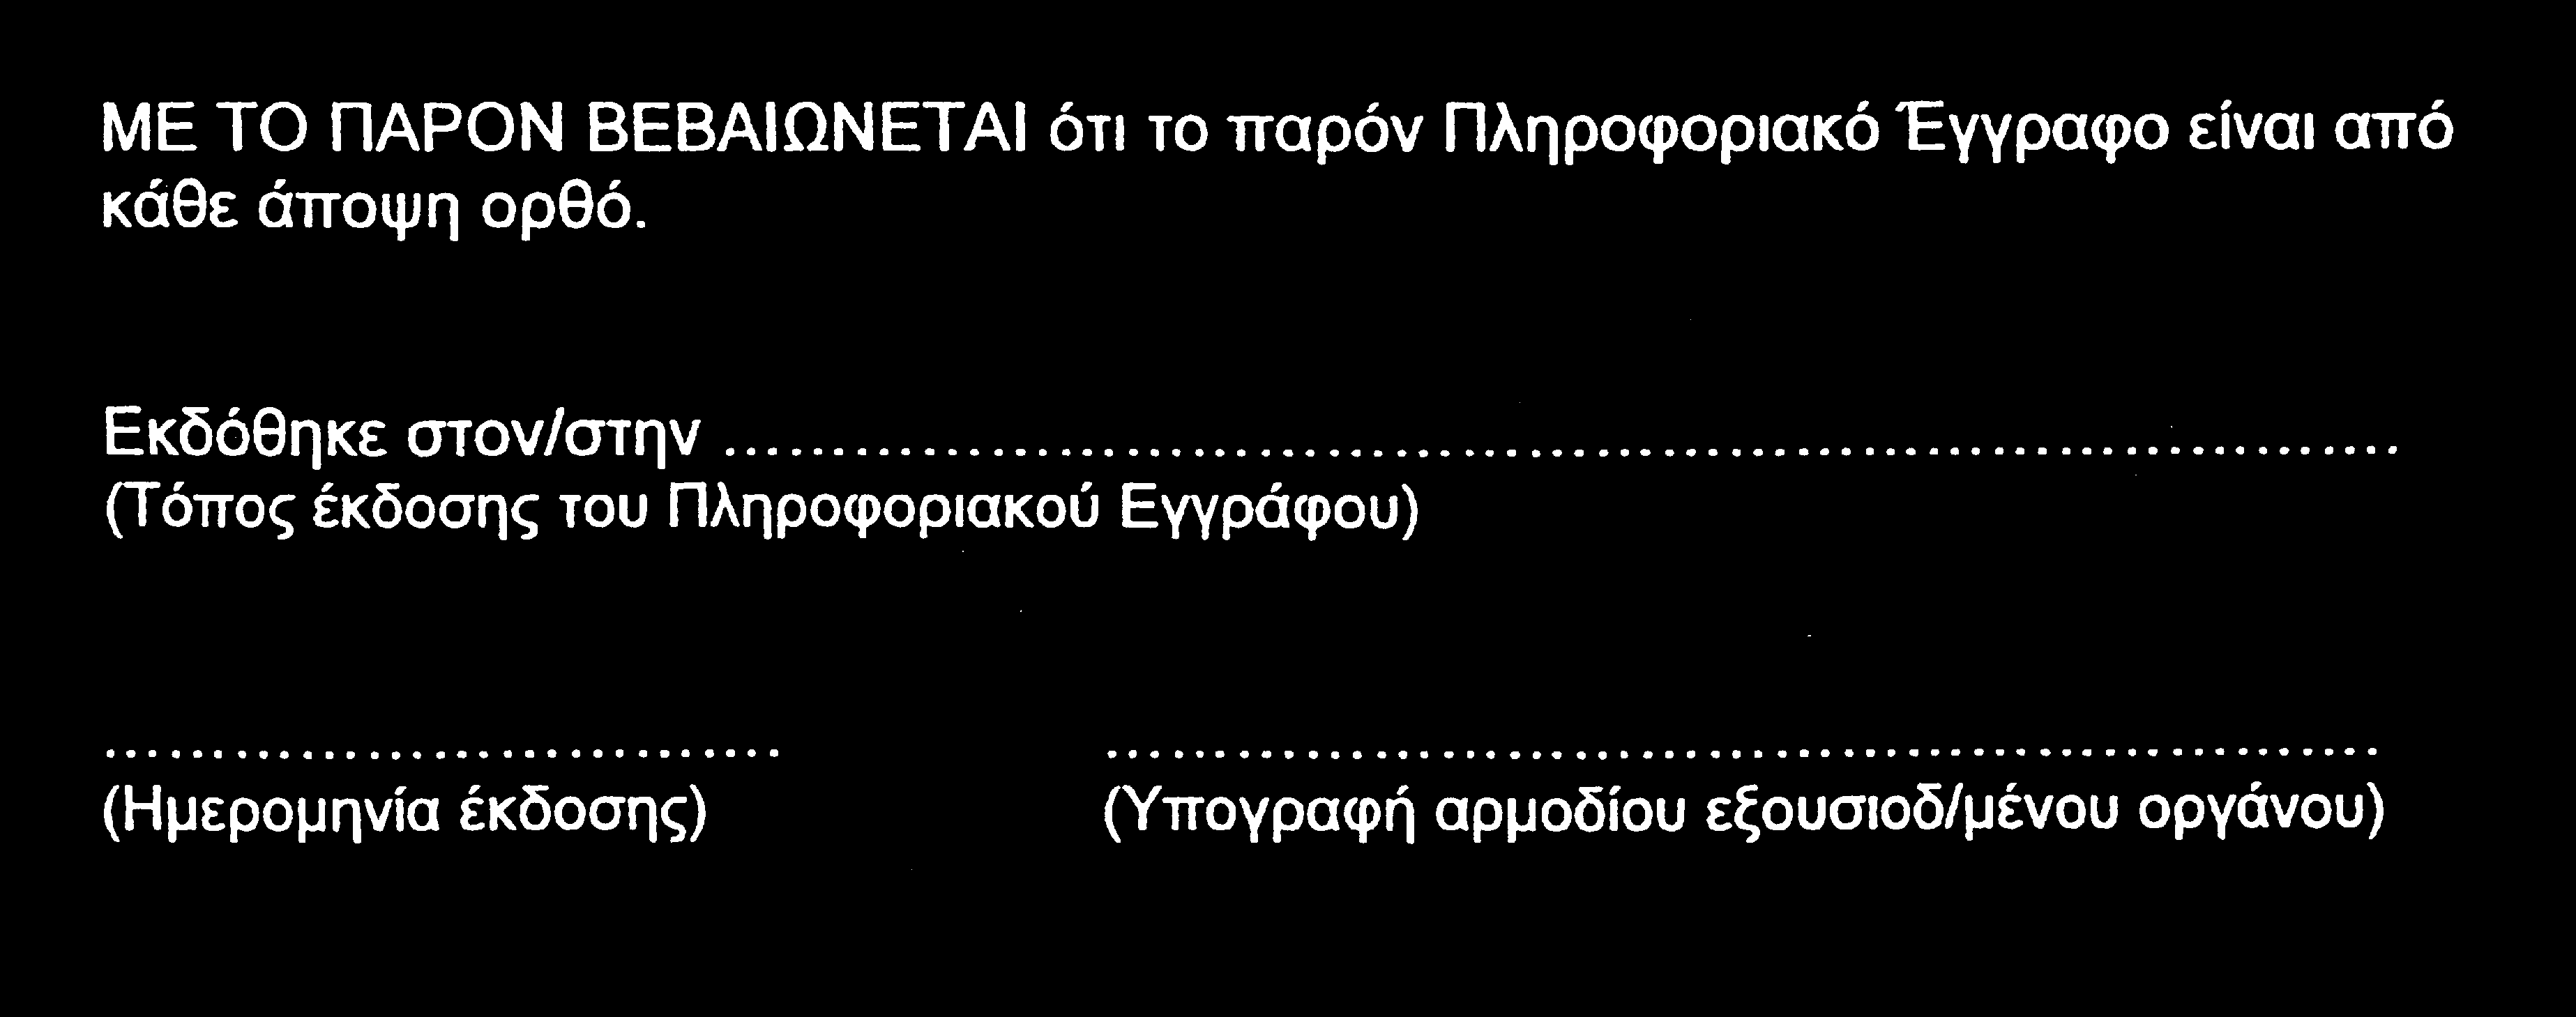 ΜΕ ΤΟ ΠΑΡΟΝ ΒΕΒΑΙΩΝΕΤΑΙ ότι το παρόν Πληροφοριακό Έγγραφο είναι από
κάθε άποψη ορθό.
Εκδόθηκε στον/στην ..............................................................................
(Τόπος έκδοσης του Πληροφοριακού Εγγράφου)
............................... ..........................................................
(Ημερομηνία έκδοσης) (Υπογραφή αρμοδίου εξουσιοδ/μένου οργάνου)